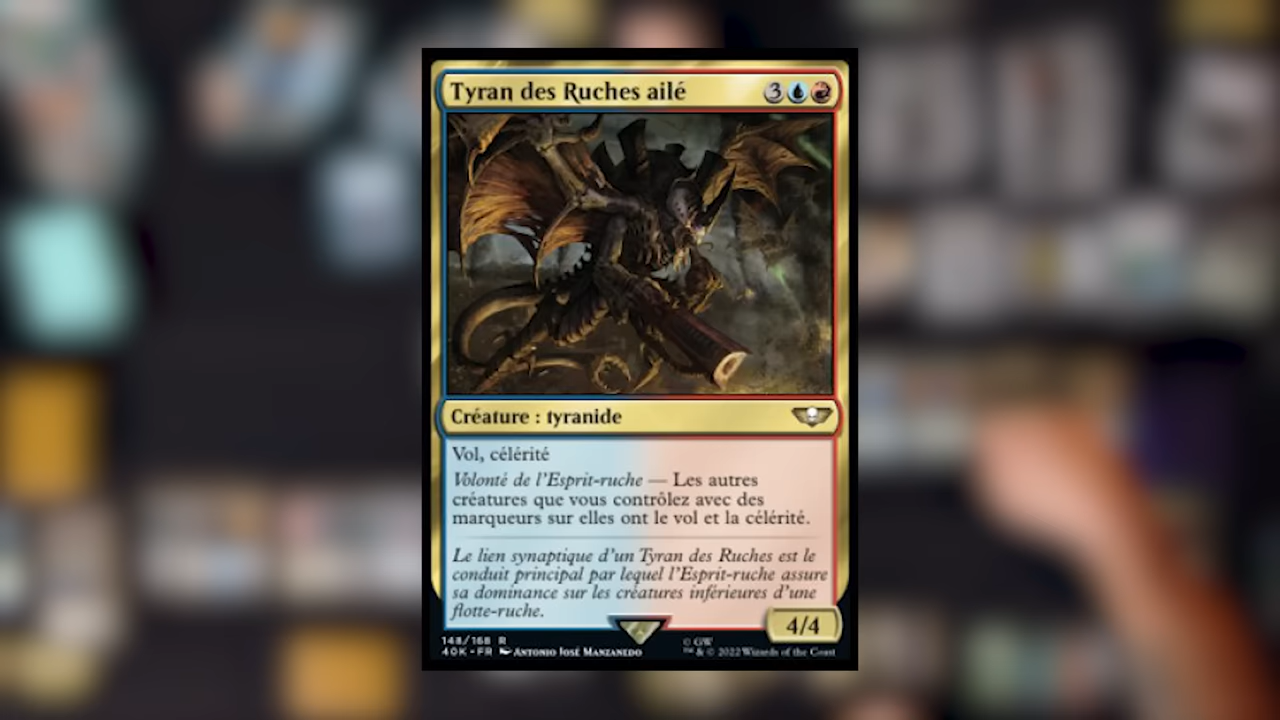 Tyran des Ruches ailé 3
Créature : tyranide
Vol, célérité
Volonté de l'Esprit-ruche — Les autres
créatures que vous contrôlez avec des
marqueurs sur elles ont le vol et la célérité.
Le lien synaptique d'un Tyran des Ruches est le
conduit principal par lequel l'Esprit-ruche assure
sa dominance sur les créatures inférieures d'une
flotte-ruche.
4/4
148/168 R
40K • FR Antonio José Manzanedo
© GW
™ & © 2022 Wizards of the Coast